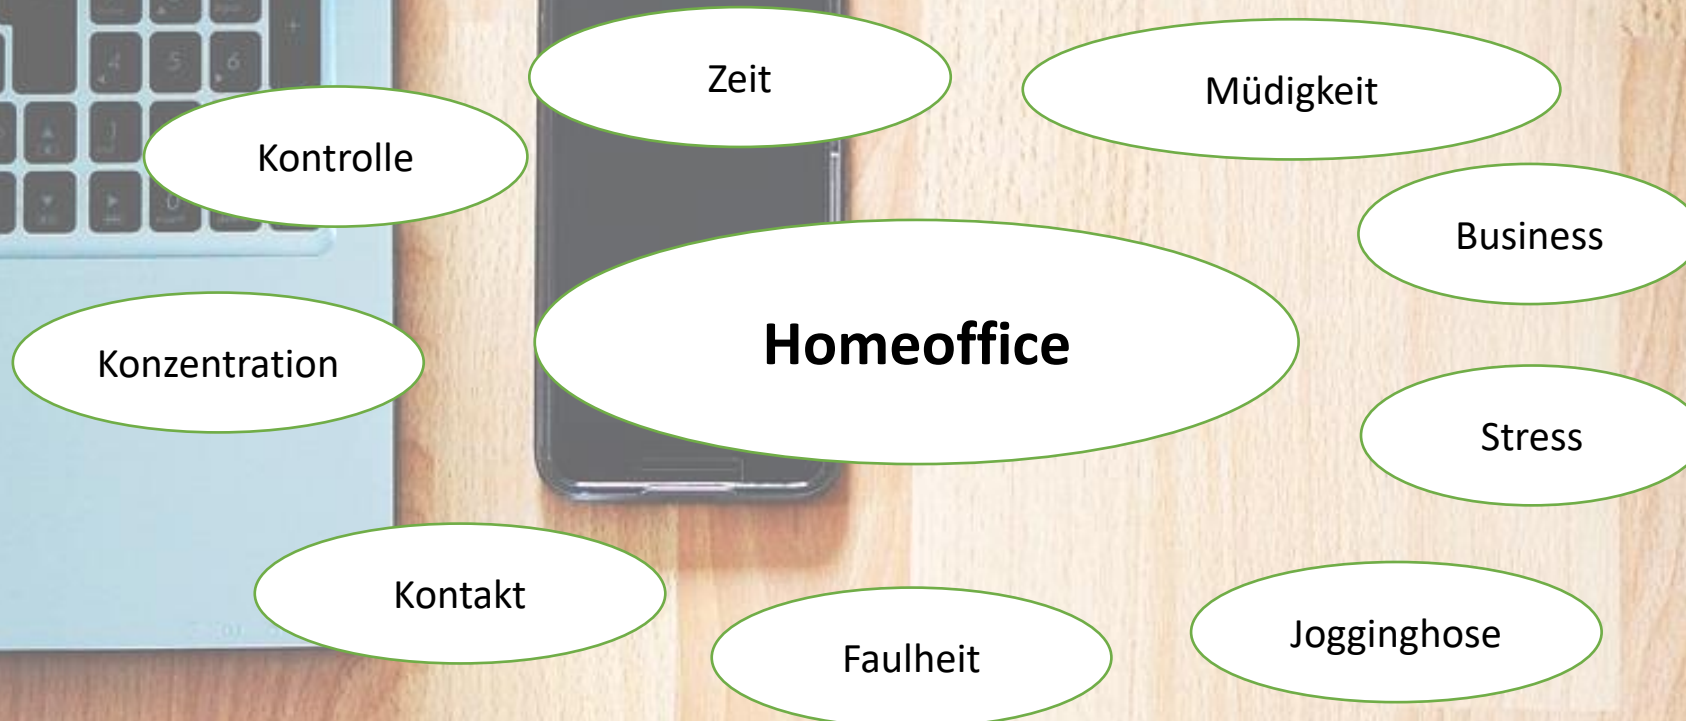 Zeit
Müdigkeit
Kontrolle
Business
Homeoffice
Konzentration
Stress
Kontakt
Jogginghose
Faulheit